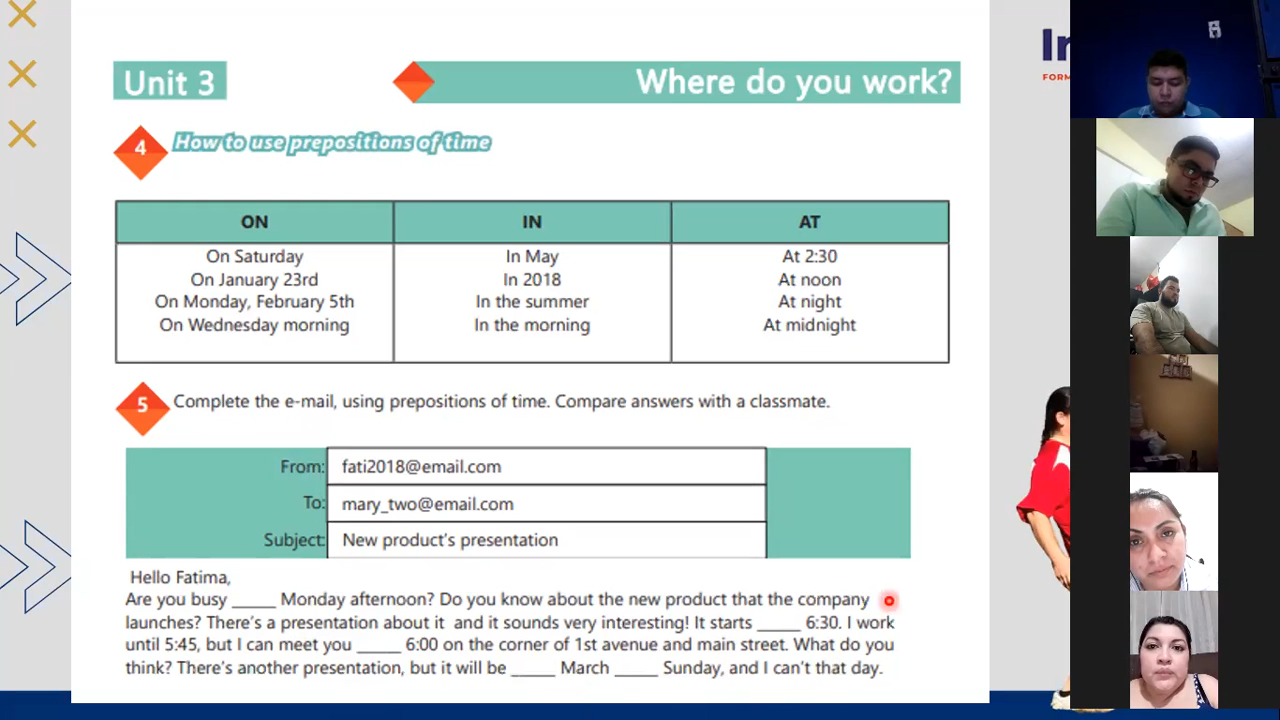 Unit 3
Where do you work?
4
How to use prepositions of time
ON
IN
AT
On Saturday
In May
At 2:30
On January 23rd
In 2018
At noon
On Monday, February 5th
In the summer
At night
On Wednesday morning
In the morning
At midnight
5
Complete the e-mail, using prepositions of time. Compare answers with a classmate.
From: fati2018@email.com
To: mary_two@email.com
Subject: New product's presentation
Hello Fatima,
Are you busy _____ Monday afternoon? Do you know about the new product that the company
launches? There's a presentation about it and it sounds very interesting! It starts _____ 6:30. I work
until 5:45, but I can meet you _____ 6:00 on the corner of 1st avenue and main street. What do you
think? There's another presentation, but it will be _____ March _____ Sunday, and I can't that day.